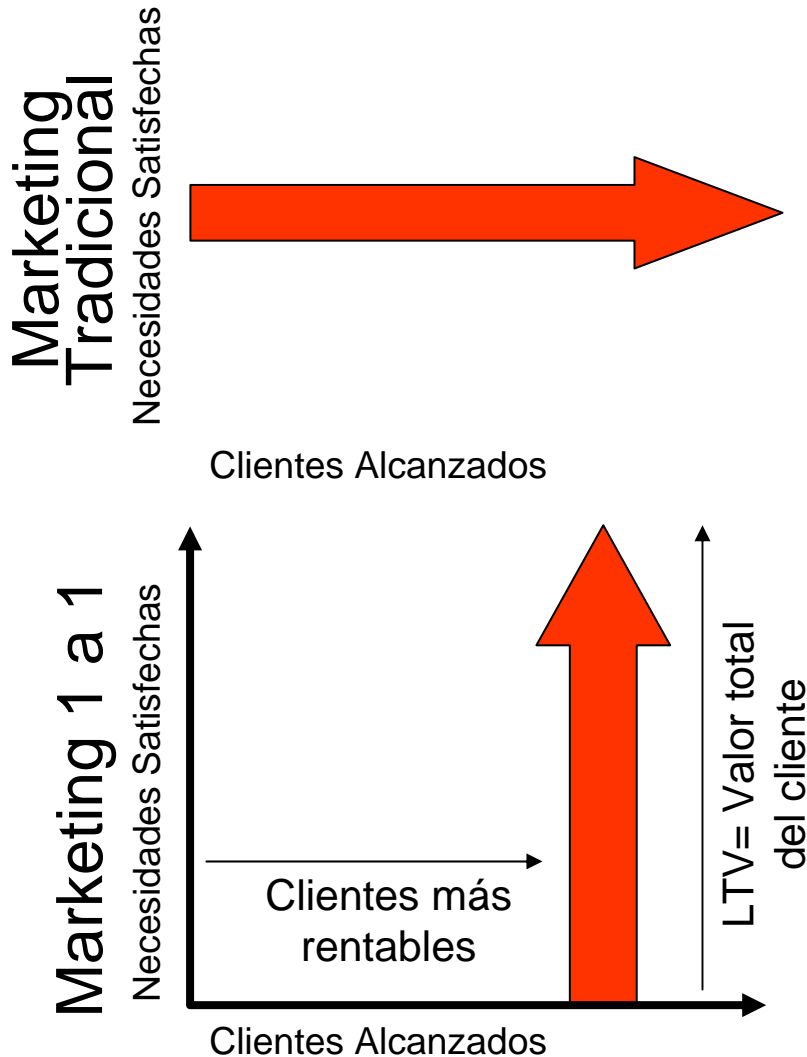 Marketing
Tradicional
Necesidades Satisfechas
Clientes Alcanzados
Marketing 1 a 1
Necesidades Satisfechas
Clientes más
rentables
LTV= Valor total
del cliente
Clientes Alcanzados